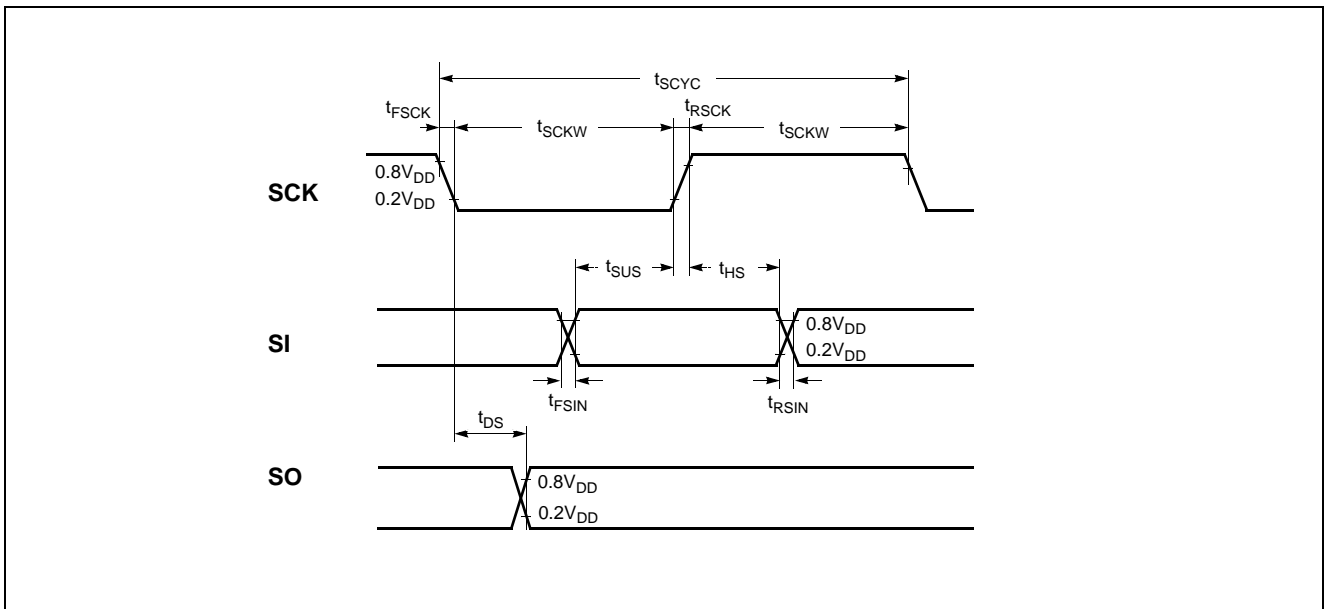 tSCYC
tFSCK
tRSCK
tSCKW
tSCKW
SCK
0.8VDD
0.2VDD
tSUS
tHS
SI
0.8VDD
0.2VDD
tFSIN
tRSIN
tDS
SO
0.8VDD
0.2VDD